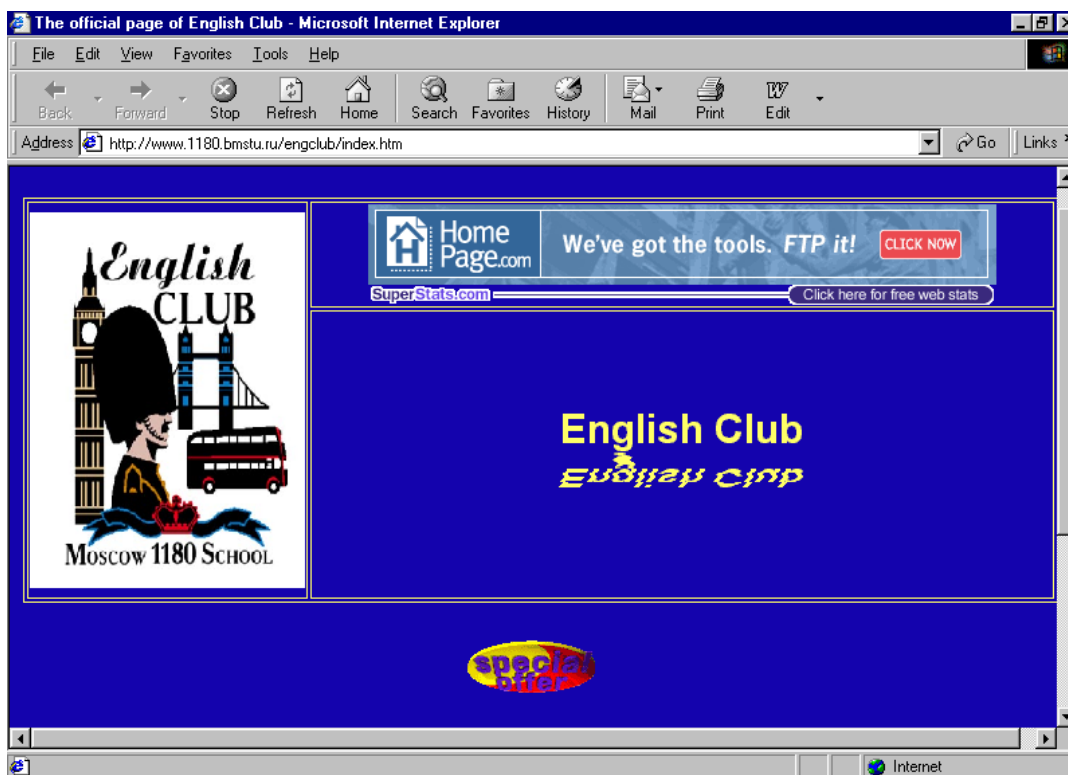 The official page of English Club - Microsoft Internet Explorer
File Edit View Favorites Tools Help
Back Forward Stop Refresh Home Search Favorites History Mail Print Edit
Address http://www.1180.bmstu.ru/engclub/index.htm Go Links
English
CLUB
MOSCOW 1180 SCHOOL
Home
Page.com
We've got the tools. FTP it! CLICK NOW
SuperStats.com Click here for free web stats
English Club
English Club
special
offer
Internet